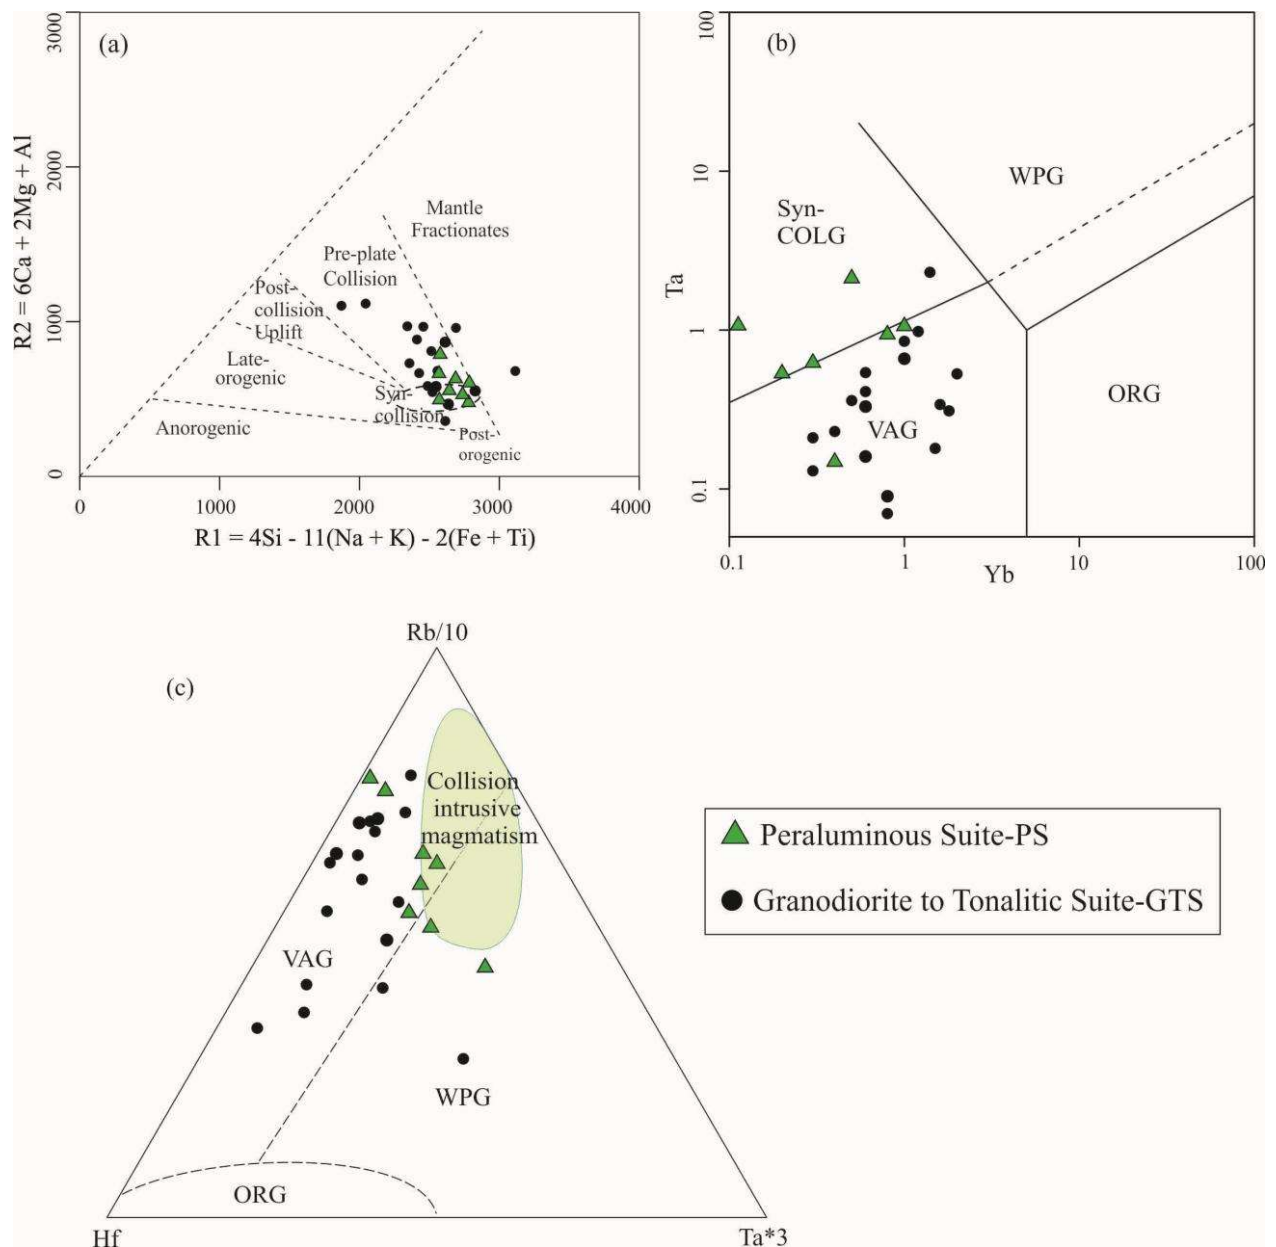 (a)
3000
2000
1000
0
R2 = 6Ca + 2Mg + Al
Mantle
Fractionates
Pre-plate
Collision
Post-
collision
Uplift
Late-
orogenic
Syn-
collision
Anorogenic
Post-
orogenic
0
1000
2000
3000
4000
R1 = 4Si - 11(Na + K) - 2(Fe + Ti)
(b)
100
10
1
0.1
Ta
WPG
Syn-
COLG
ORG
VAG
0.1
1
10
100
Yb
Rb/10
(c)
Collision
intrusive
magmatism
VAG
WPG
ORG
Hf
Ta*3
Peraluminous Suite-PS
Granodiorite to Tonalitic Suite-GTS